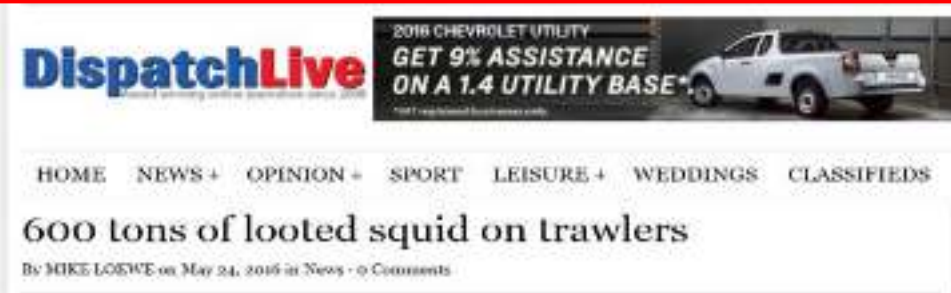 DispatchLive
2016 CHEVROLET UTILITY
GET 9% ASSISTANCE
ON A 1.4 UTILITY BASE*
HOME NEWS + OPINION + SPORT LEISURE + WEDDINGS CLASSIFIEDS
600 tons of looted squid on trawlers
By MIKE LOEWE on May 24, 2016 in News · 0 Comments